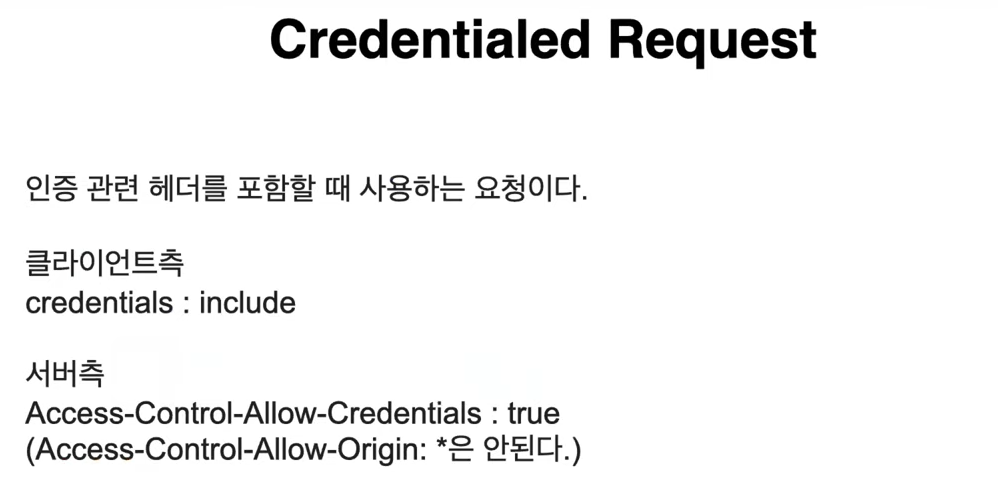 Credentialed Request
인증 관련 헤더를 포함할 때 사용하는 요청이다.
클라이언트측
credentials : include
서버측
Access-Control-Allow-Credentials : true
(Access-Control-Allow-Origin: *은 안된다.)